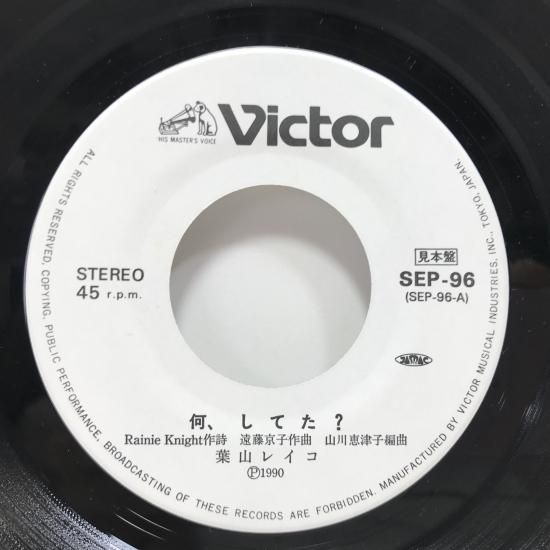 HIS MASTER'S VOICE
Victor
STEREO
45 r.p.m.
見本盤
SEP-96
(SEP-96-A)
JASRAC
何、してた?
Rainie Knight作詩 遠藤京子作曲 山川恵津子編曲
葉山レイコ
Ⓟ1990
ALL RIGHTS RESERVED. COPYING, PUBLIC PERFORMANCE, BROADCASTING OF THESE RECORDS ARE FORBIDDEN. MANUFACTURED BY VICTOR MUSICAL INDUSTRIES, INC., TOKYO, JAPAN.